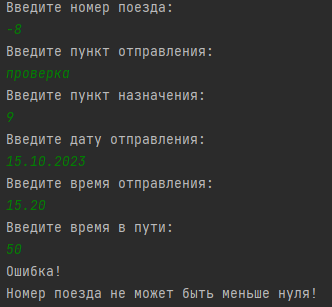 Введите номер поезда:
-8
Введите пункт отправления:
проверка
Введите пункт назначения:
9
Введите дату отправления:
15.10.2023
Введите время отправления:
15.20
Введите время в пути:
50
Ошибка!
Номер поезда не может быть меньше нуля!